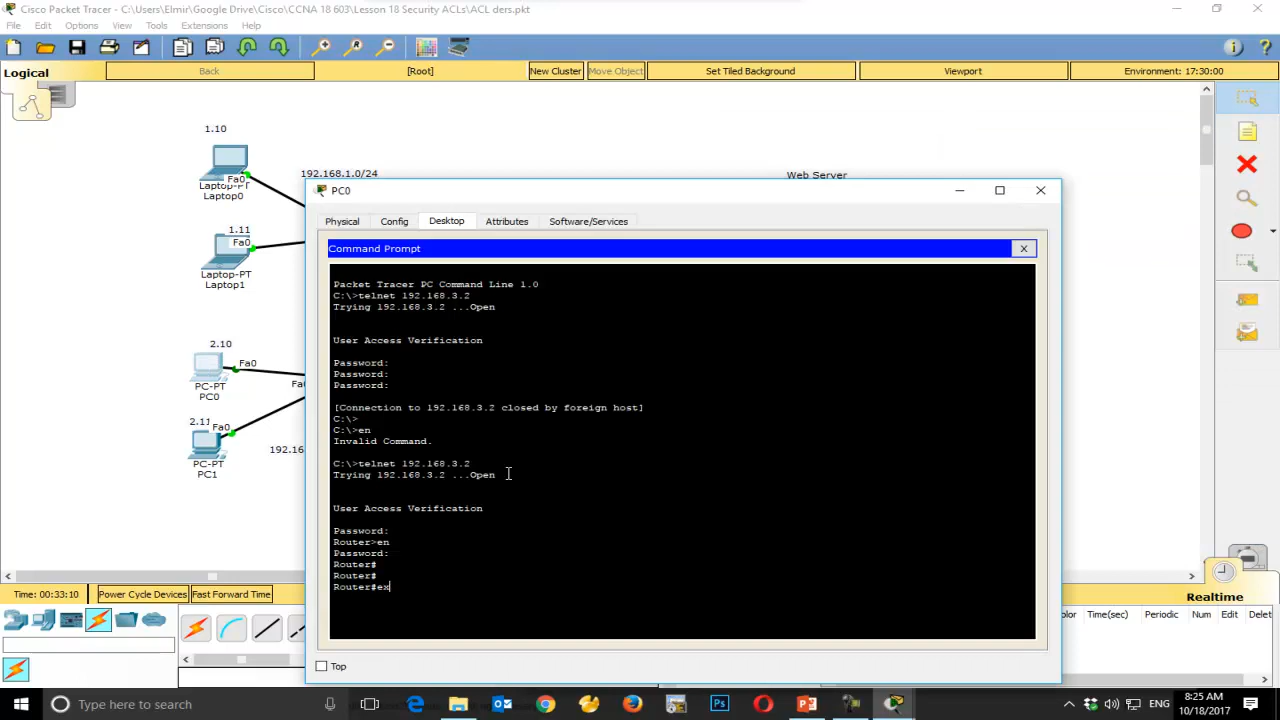 Cisco Packet Tracer - C:\Users\Elmir\Google Drive\Cisco\CCNA 18 603\Lesson 18 Security ACLs\ACL ders.pkt
File Edit Options View Tools Extensions Help
Logical
Back
[Root]
New Cluster
Move Object
Set Tiled Background
Viewport
Environment: 17:30:00
1.10
Fa0
Laptop-PT
Laptop0
192.168.1.0/24
Web Server
1.11
Fa0
Laptop-PT
Laptop1
2.10
Fa0
PC-PT
PC0
Fa
2.11
Fa0
192.16
PC-PT
PC1
PC0
Physical Config Desktop Attributes Software/Services
Command Prompt
X
Packet Tracer PC Command Line 1.0
C:\>telnet 192.168.3.2
Trying 192.168.3.2 ...Open
User Access Verification
Password:
Password:
Password:
[Connection to 192.168.3.2 closed by foreign host]
C:\>
C:\>en
Invalid Command.
C:\>telnet 192.168.3.2
Trying 192.168.3.2 ...Open
User Access Verification
Password:
Router>en
Password:
Router#
Router#
Router#ex
Top
Time: 00:33:10
Power Cycle Devices
Fast Forward Time
Realtime
olor Time(sec) Periodic Num Edit Delet
Type here to search
ENG
8:25 AM
10/18/2017